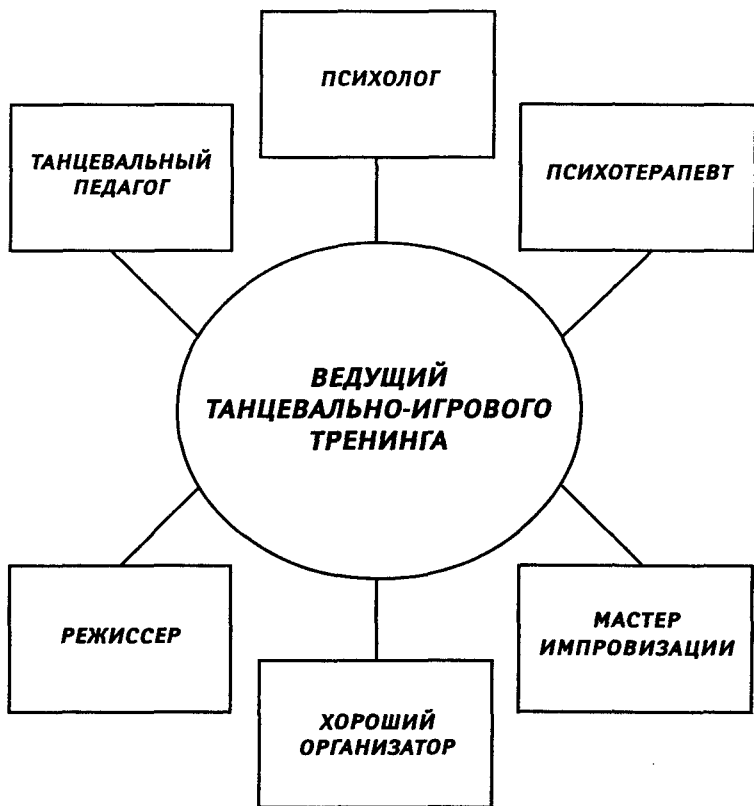 ПСИХОЛОГ
ТАНЦЕВАЛЬНЫЙ
ПЕДАГОГ
ПСИХОТЕРАПЕВТ
ВЕДУЩИЙ
ТАНЦЕВАЛЬНО-ИГРОВОГО
ТРЕНИНГА
РЕЖИССЕР
МАСТЕР
ИМПРОВИЗАЦИИ
ХОРОШИЙ
ОРГАНИЗАТОР